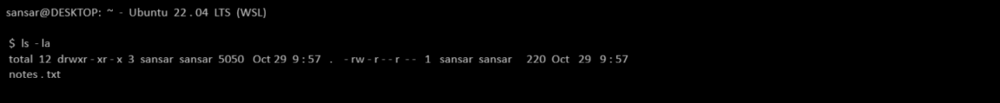 sansar@DESKTOP: ~ - Ubuntu 22.04 LTS (WSL)
$ ls -la
total 12 drwxr-xr-x 3 sansar sansar 5050 Oct 29 9:57 . -rw-r--r-- 1 sansar sansar 220 Oct 29 9:57
notes.txt